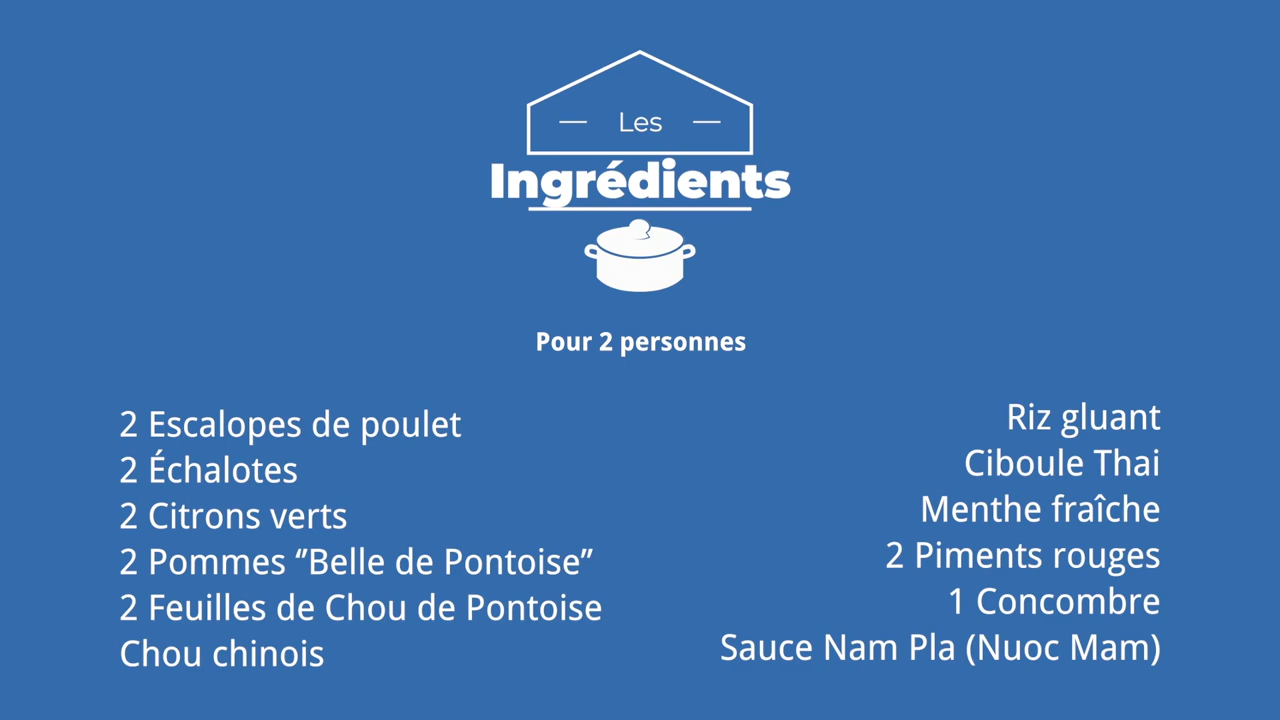 Les
Ingrédients
Pour 2 personnes
2 Escalopes de poulet
2 Échalotes
2 Citrons verts
2 Pommes “Belle de Pontoise”
2 Feuilles de Chou de Pontoise
Chou chinois
Riz gluant
Ciboule Thai
Menthe fraîche
2 Piments rouges
1 Concombre
Sauce Nam Pla (Nuoc Mam)